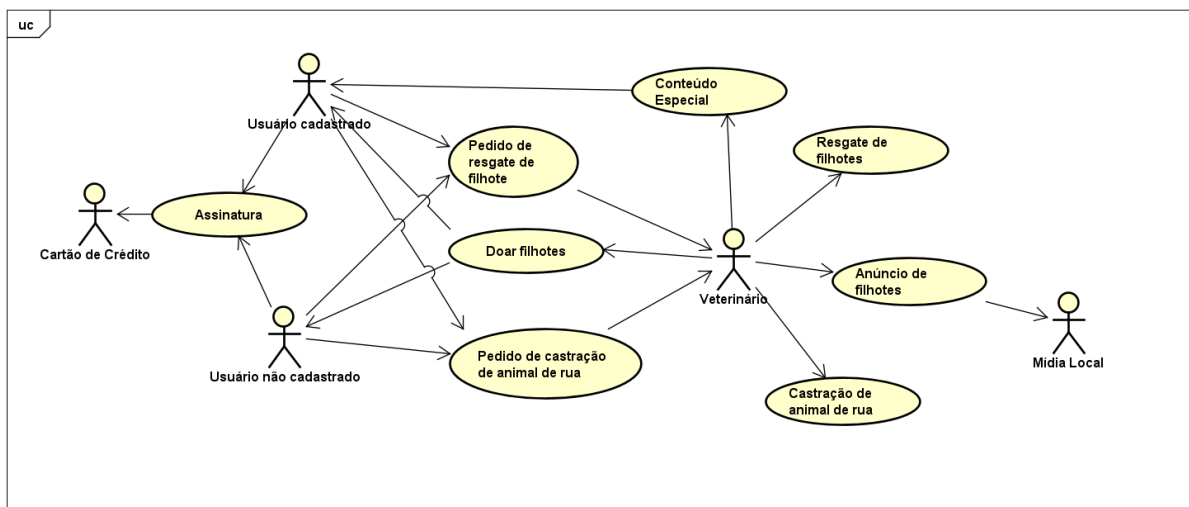 uc
Usuário cadastrado
Conteúdo
Especial
Pedido de
resgate de
filhote
Resgate de
filhotes
Assinatura
Cartão de Crédito
Doar filhotes
Veterinário
Anúncio de
filhotes
Usuário não cadastrado
Pedido de castração
de animal de rua
Mídia Local
Castração de
animal de rua